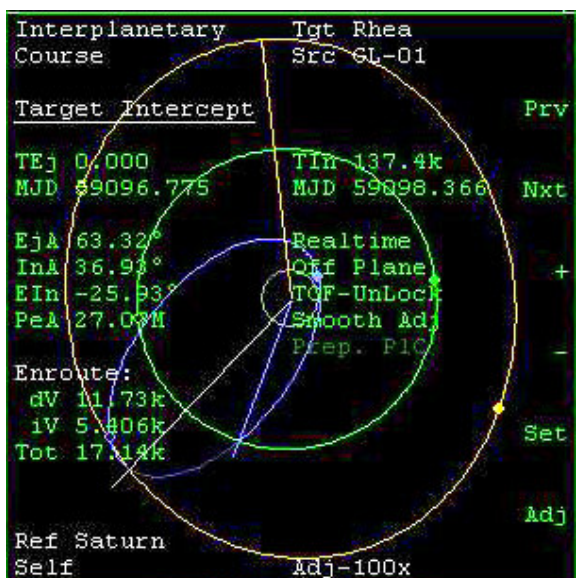 Interplanetary Tgt Rhea
Course Src GL-01
Target Intercept
Prv
TEj 0.000 TIn 137.4k
MJD 59096.775 MJD 59098.366
Nxt
EjA 63.32° Realtime
InA 36.93° Off Plane
+
EIn -25.93° TOF-UnLock
PeA 27.07M Smooth Adj
Prep. PlC
-
Enroute:
dV 11.73k
iV 5.406k
Set
Tot 17.14k
Adj
Ref Saturn
Self Adj-100x